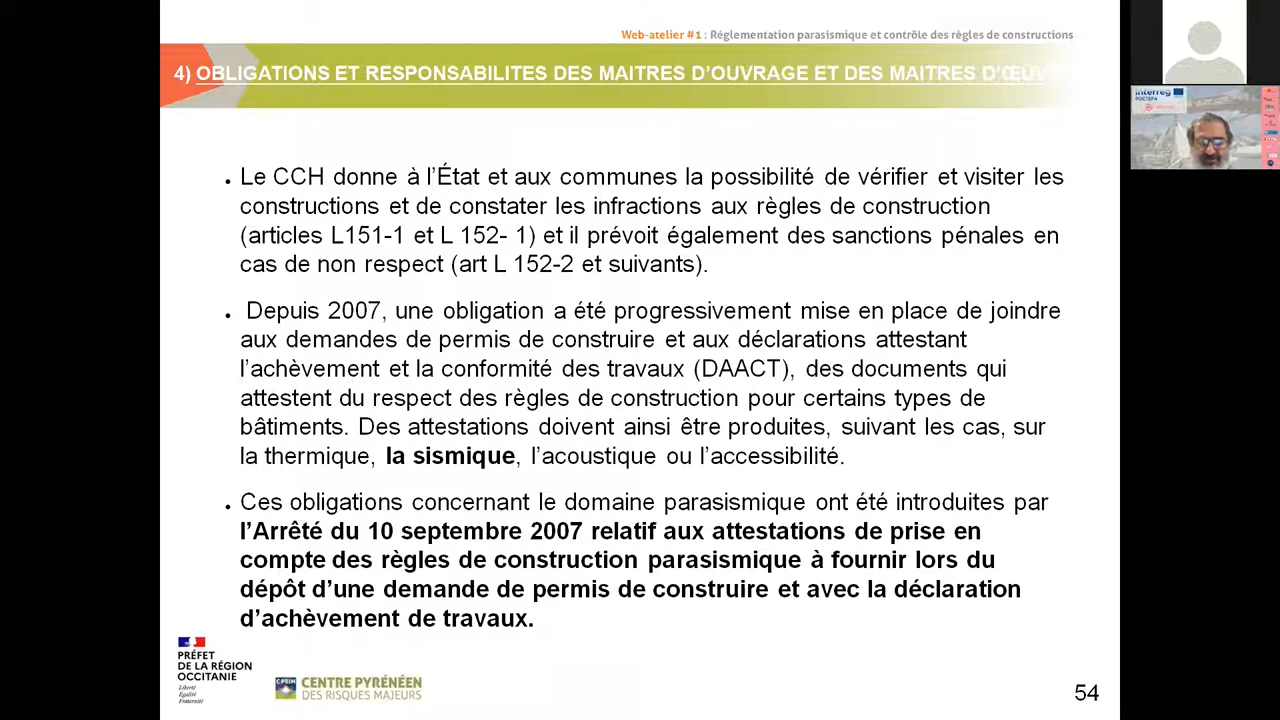 Web-atelier #1 : Réglementation parasismique et contrôle des règles de constructions
4) OBLIGATIONS ET RESPONSABILITES DES MAITRES D’OUVRAGE ET DES MAITRES D’ŒUV
interreg
POCTEFA
• Le CCH donne à l’État et aux communes la possibilité de vérifier et visiter les
constructions et de constater les infractions aux règles de construction
(articles L151-1 et L 152- 1) et il prévoit également des sanctions pénales en
cas de non respect (art L 152-2 et suivants).
• Depuis 2007, une obligation a été progressivement mise en place de joindre
aux demandes de permis de construire et aux déclarations attestant
l’achèvement et la conformité des travaux (DAACT), des documents qui
attestent du respect des règles de construction pour certains types de
bâtiments. Des attestations doivent ainsi être produites, suivant les cas, sur
la thermique, la sismique, l’acoustique ou l’accessibilité.
• Ces obligations concernant le domaine parasismique ont été introduites par
l’Arrêté du 10 septembre 2007 relatif aux attestations de prise en
compte des règles de construction parasismique à fournir lors du
dépôt d’une demande de permis de construire et avec la déclaration
d’achèvement de travaux.
PRÉFET
DE LA RÉGION
OCCITANIE
Liberté
Égalité
Fraternité
CPRIM
CENTRE PYRÉNÉEN
DES RISQUES MAJEURS
54